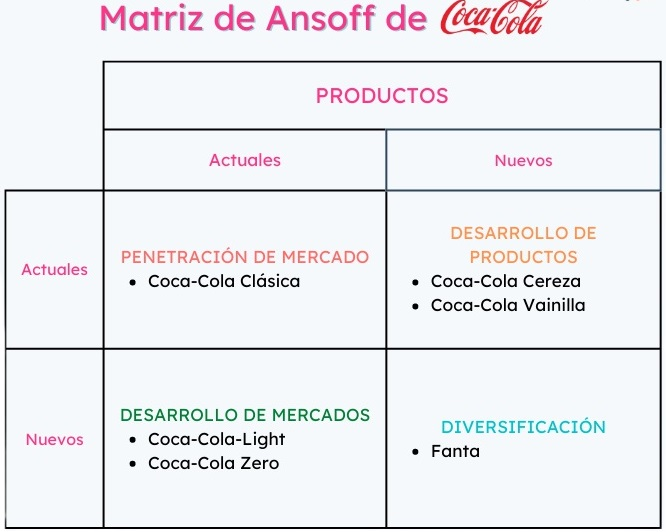 Matriz de Ansoff de Coca-Cola
PRODUCTOS
Actuales
Nuevos
Actuales
PENETRACIÓN DE MERCADO
• Coca-Cola Clásica
DESARROLLO DE
PRODUCTOS
• Coca-Cola Cereza
• Coca-Cola Vainilla
Nuevos
DESARROLLO DE MERCADOS
• Coca-Cola-Light
• Coca-Cola Zero
DIVERSIFICACIÓN
• Fanta